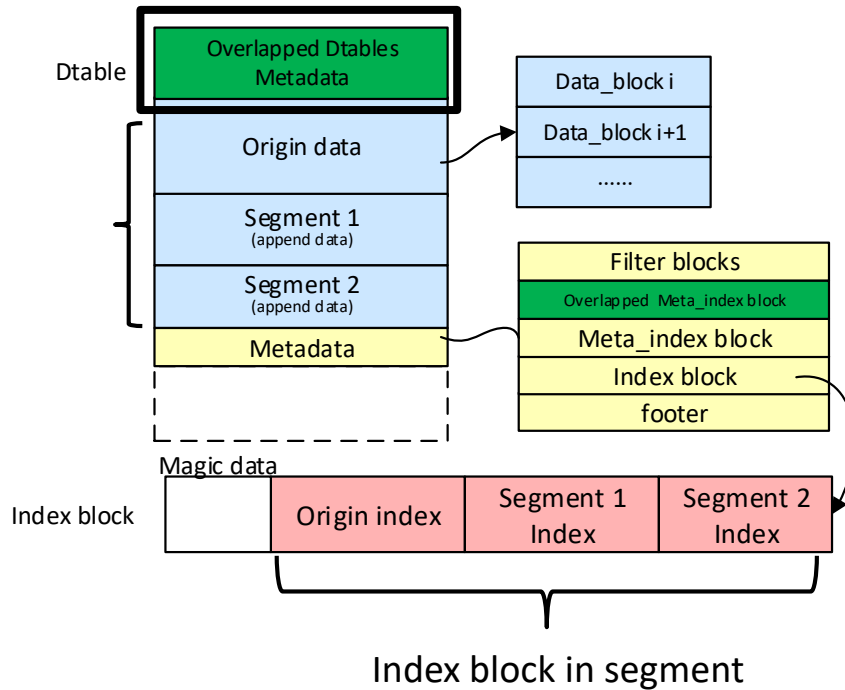 Dtable
Overlapped Dtables
Metadata
Origin data
Segment 1
(append data)
Segment 2
(append data)
Metadata
Data_block i
Data_block i+1
......
Filter blocks
Overlapped Meta_index block
Meta_index block
Index block
footer
Magic data
Index block
Origin index
Segment 1
Index
Segment 2
Index
Index block in segment